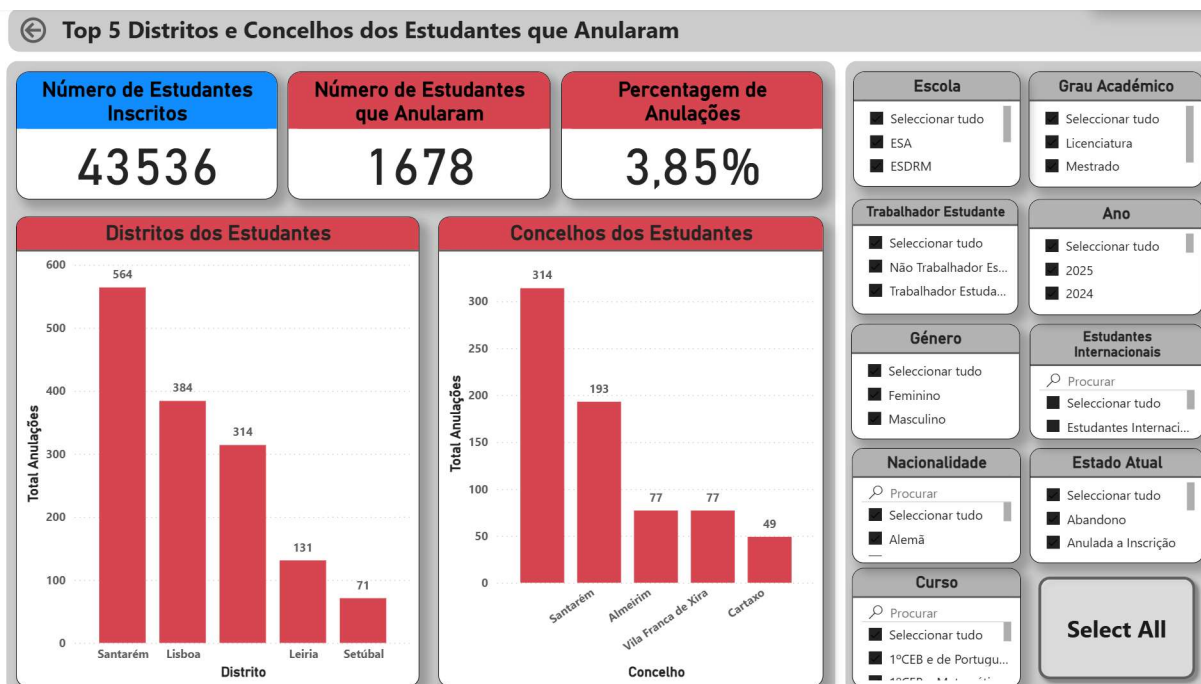 Top 5 Distritos e Concelhos dos Estudantes que Anularam
Número de Estudantes
Inscritos
43536
Número de Estudantes
que Anularam
1678
Percentagem de
Anulações
3,85%
Distritos dos Estudantes
600
500
400
300
200
100
0
Total Anulações
564
384
314
131
71
Santarém
Lisboa
Leiria
Setúbal
Distrito
Concelhos dos Estudantes
300
250
200
150
100
50
0
Total Anulações
314
193
77
77
49
Santarém
Almeirim
Vila Franca de Xira
Cartaxo
Concelho
Escola
Seleccionar tudo
ESA
ESDRM
Grau Académico
Seleccionar tudo
Licenciatura
Mestrado
Trabalhador Estudante
Seleccionar tudo
Não Trabalhador Es...
Trabalhador Estuda...
Ano
Seleccionar tudo
2025
2024
Género
Seleccionar tudo
Feminino
Masculino
Estudantes
Internacionais
Procurar
Seleccionar tudo
Estudantes Internaci...
Nacionalidade
Procurar
Seleccionar tudo
Alemã
Estado Atual
Seleccionar tudo
Abandono
Anulada a Inscrição
Curso
Procurar
Seleccionar tudo
1ºCEB e de Portugu...
Select All